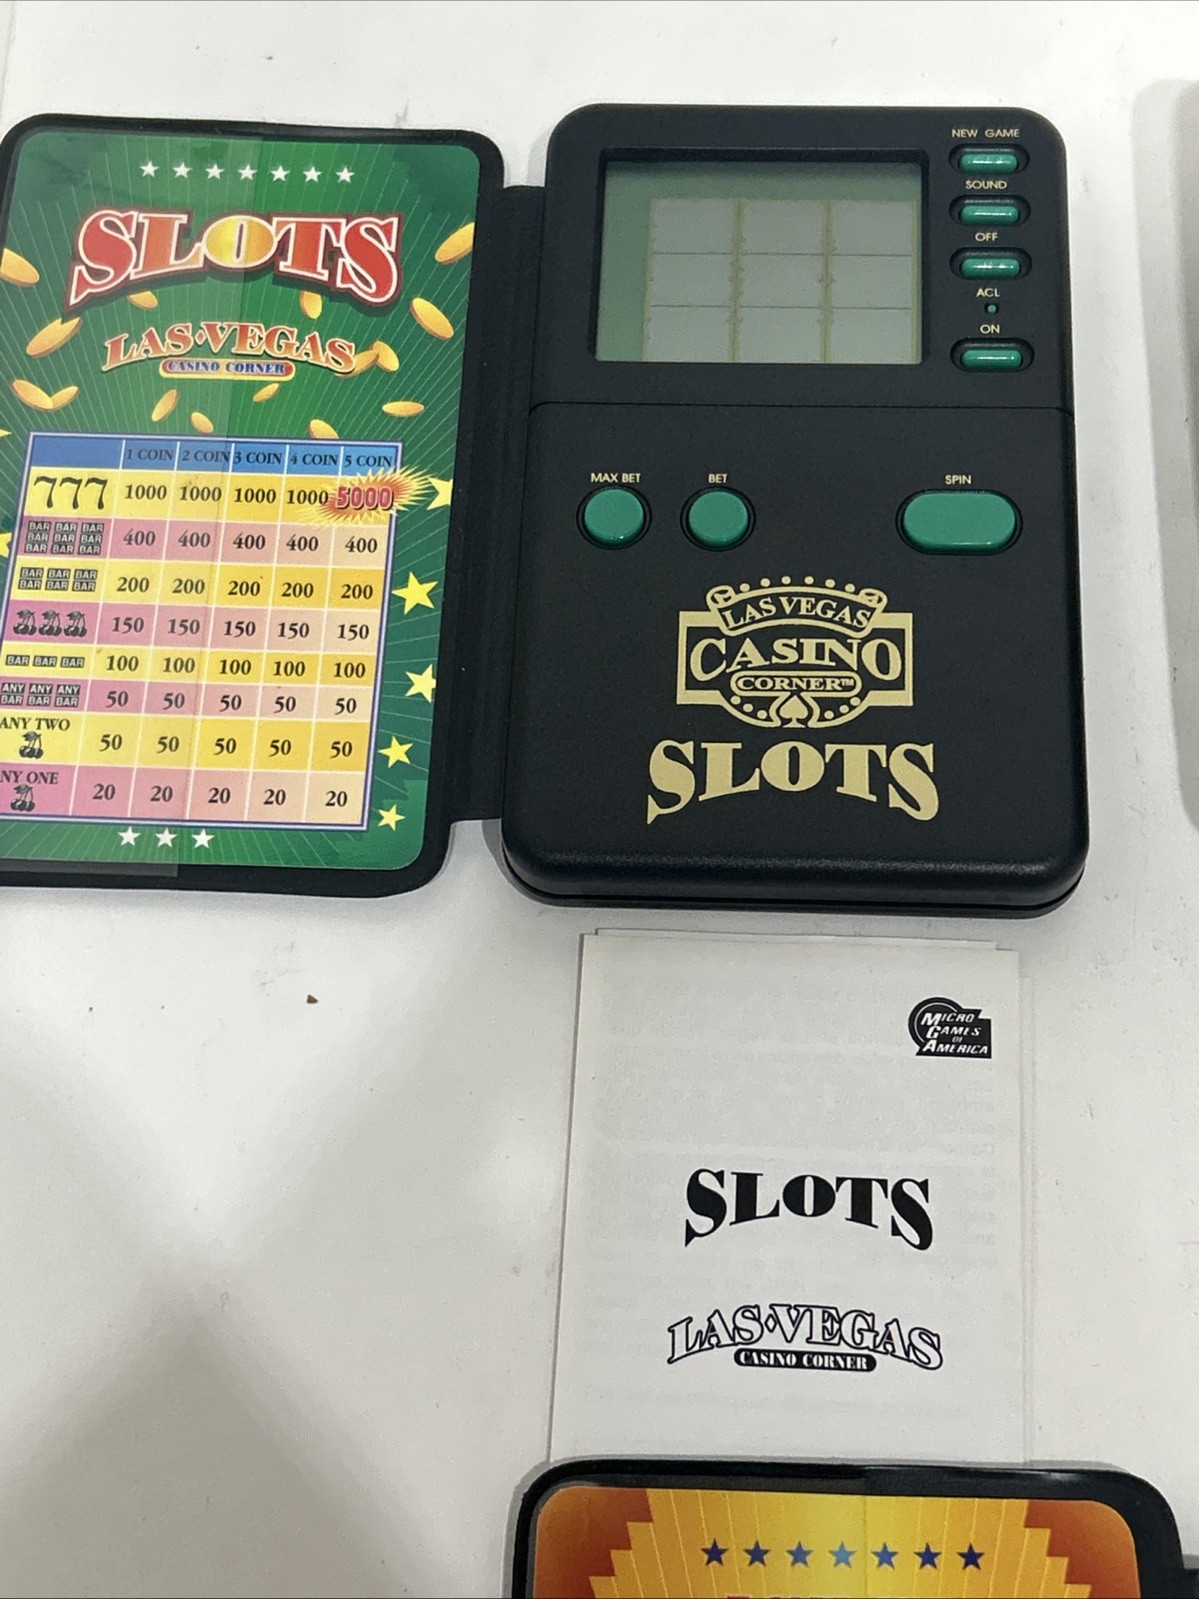 SLOTS
LAS VEGAS
CASINO CORNER
1 COIN 2 COIN 3 COIN 4 COIN 5 COIN
777 1000 1000 1000 1000 5000
BAR BAR BAR
BAR BAR BAR
BAR BAR BAR
400 400 400 400 400
BAR BAR BAR
BAR BAR BAR
200 200 200 200 200
150 150 150 150 150
BAR BAR BAR 100 100 100 100 100
ANY ANY ANY
BAR BAR BAR
50 50 50 50 50
ANY TWO
50 50 50 50 50
NY ONE
20 20 20 20 20
NEW GAME
SOUND
OFF
ACL
ON
MAX BET BET SPIN
LAS VEGAS
CASINO
CORNER™
SLOTS
MICRO
GAMES
OF
AMERICA
SLOTS
LAS VEGAS
CASINO CORNER